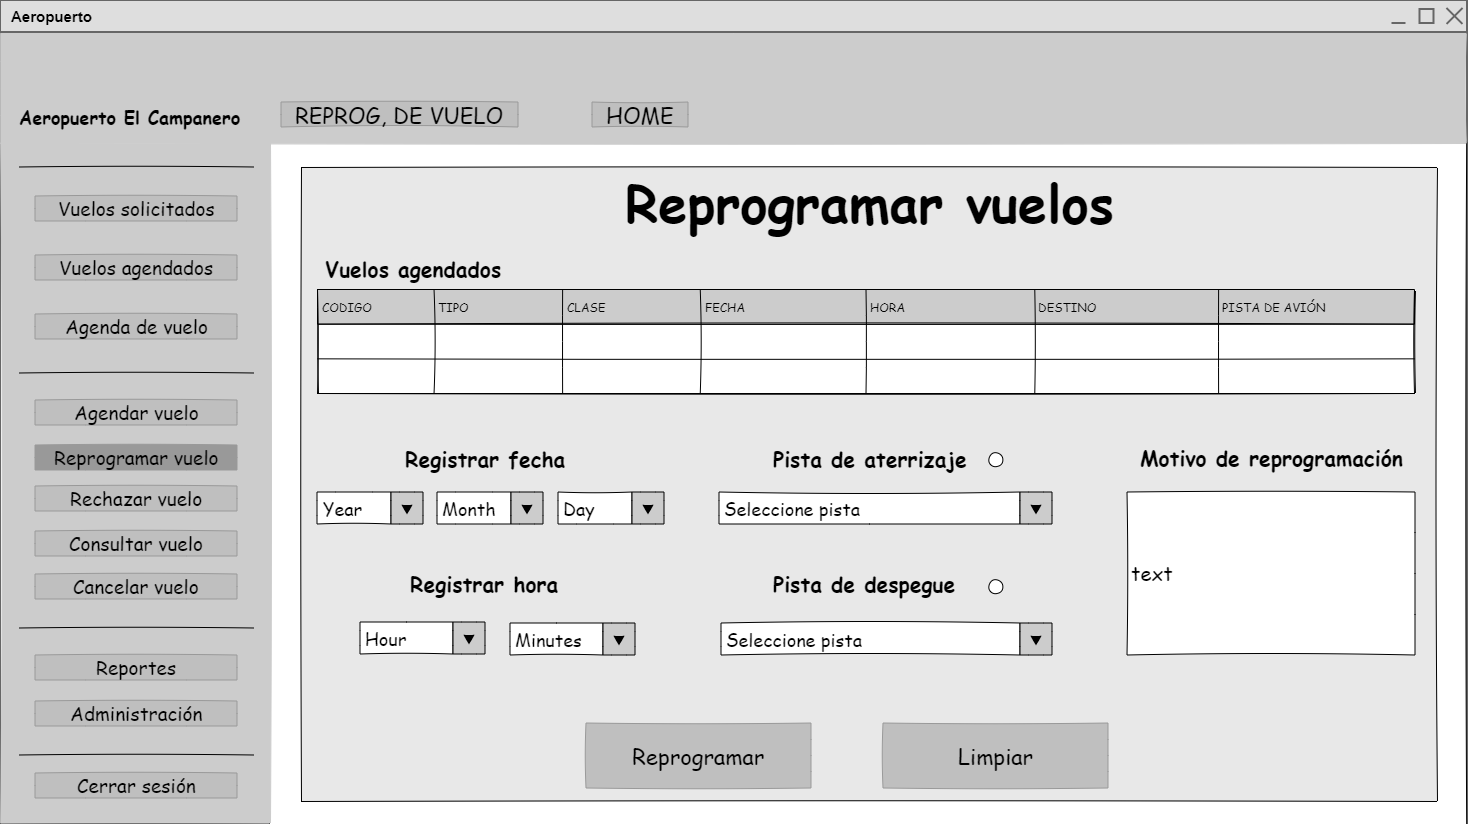 Aeropuerto
Aeropuerto El Campanero
REPROG, DE VUELO
HOME
Vuelos solicitados
Vuelos agendados
Agenda de vuelo
Agendar vuelo
Reprogramar vuelo
Rechazar vuelo
Consultar vuelo
Cancelar vuelo
Reportes
Administración
Cerrar sesión
Reprogramar vuelos
Vuelos agendados
CODIGO TIPO CLASE FECHA HORA DESTINO PISTA DE AVIÓN
Registrar fecha
Year Month Day
Pista de aterrizaje
Seleccione pista
Motivo de reprogramación
text
Registrar hora
Hour Minutes
Pista de despegue
Seleccione pista
Reprogramar
Limpiar